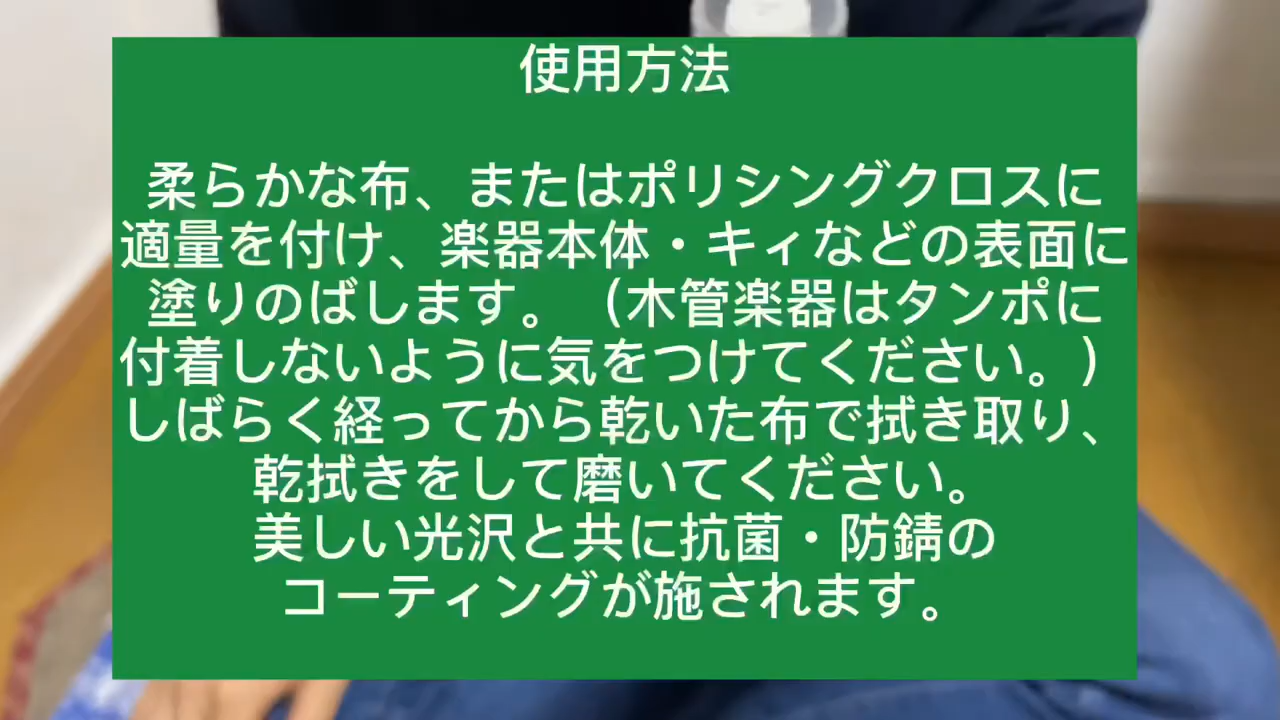 使用方法
柔らかな布、またはポリシングクロスに
適量を付け、楽器本体・キィなどの表面に
塗りのばします。（木管楽器はタンポに
付着しないように気をつけてください。）
しばらく経ってから乾いた布で拭き取り、
乾拭きをして磨いてください。
美しい光沢と共に抗菌・防錆の
コーティングが施されます。